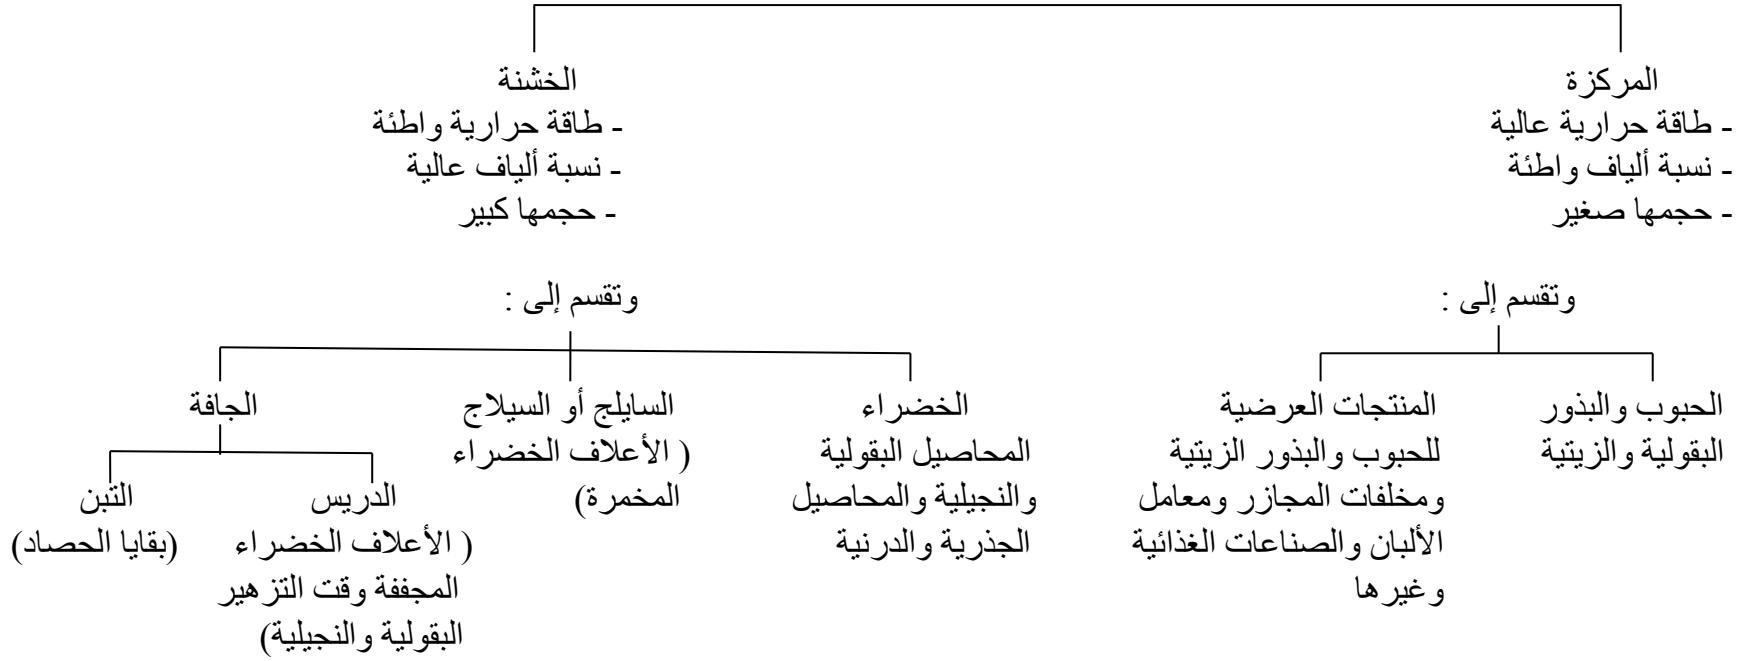 المركزة
- طاقة حرارية عالية
- نسبة ألياف واطئة
- حجمها صغير
وتقسم إلى :
الحبوب والبذور
البقولية والزيتية
المنتجات العرضية
للحبوب والبذور الزيتية
ومخلفات المجازر ومعامل
الألبان والصناعات الغذائية
وغيرها
الخشنة
- طاقة حرارية واطئة
- نسبة ألياف عالية
- حجمها كبير
وتقسم إلى :
الخضراء
المحاصيل البقولية
والنجيلية والمحاصيل
الجذرية والدرنية
السايلج أو السيلاج
( الأعلاف الخضراء
المخمرة)
الجافة
الدريس
( الأعلاف الخضراء
المجففة وقت التزهير
البقولية والنجيلية)
التبن
(بقايا الحصاد)